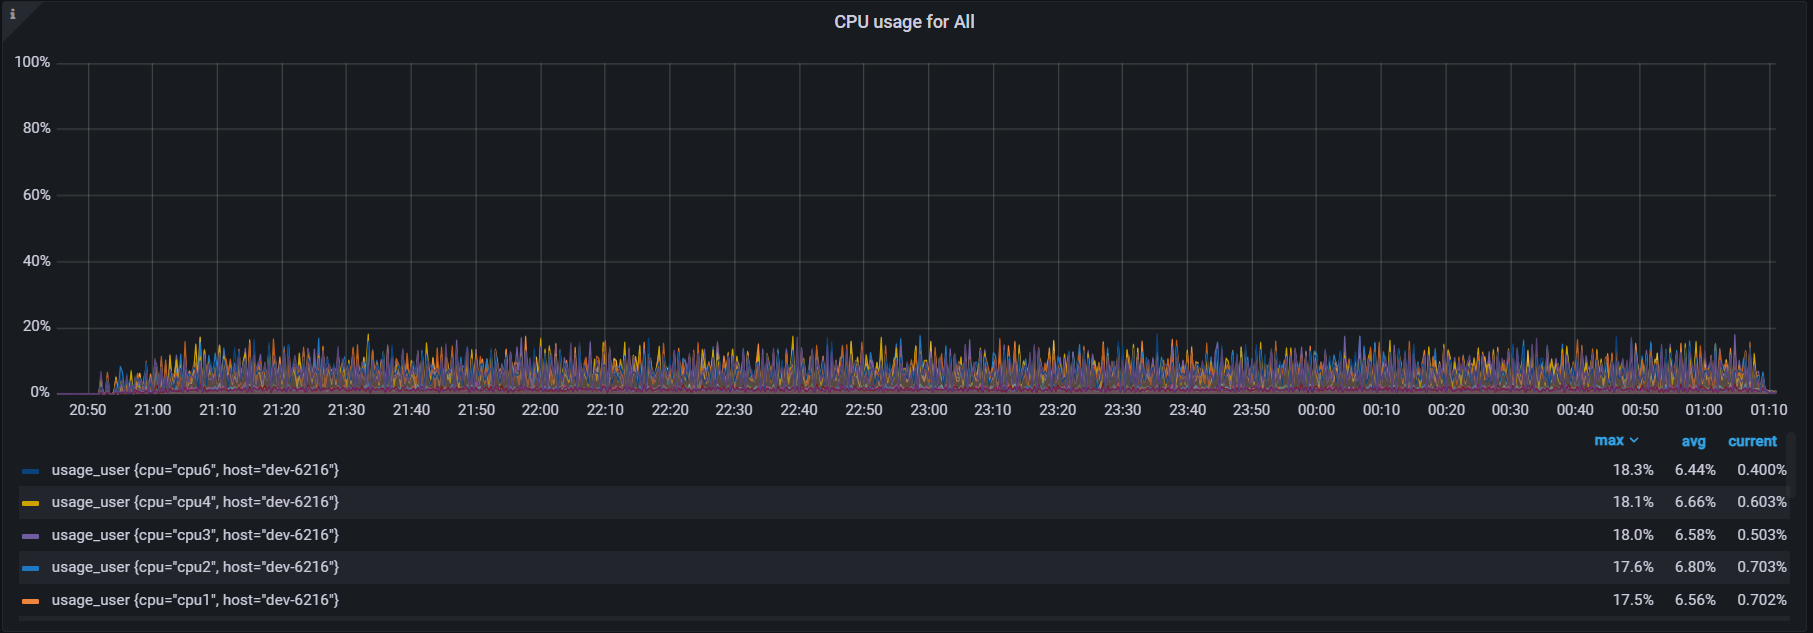 i
CPU usage for All
100%
80%
60%
40%
20%
0%
20:50 21:00 21:10 21:20 21:30 21:40 21:50 22:00 22:10 22:20 22:30 22:40 22:50 23:00 23:10 23:20 23:30 23:40 23:50 00:00 00:10 00:20 00:30 00:40 00:50 01:00 01:10
max avg current
usage_user {cpu="cpu6", host="dev-6216"} 18.3% 6.44% 0.400%
usage_user {cpu="cpu4", host="dev-6216"} 18.1% 6.66% 0.603%
usage_user {cpu="cpu3", host="dev-6216"} 18.0% 6.58% 0.503%
usage_user {cpu="cpu2", host="dev-6216"} 17.6% 6.80% 0.703%
usage_user {cpu="cpu1", host="dev-6216"} 17.5% 6.56% 0.702%